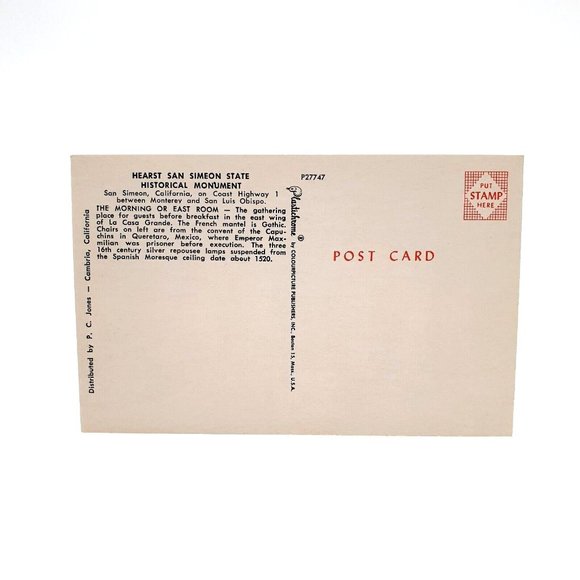 HEARST SAN SIMEON STATE
HISTORICAL MONUMENT
San Simeon, California, on Coast Highway 1
between Monterey and San Luis Obispo.
THE MORNING OR EAST ROOM — The gathering
place for guests before breakfast in the east wing
of La Casa Grande. The French mantel is Gothic.
Chairs on left are from the convent of the Capu-
chins in Queretaro, Mexico, where Emperor Max-
milian was prisoner before execution. The three
16th century silver repousee lamps suspended from
the Spanish Moresque ceiling date about 1520.
Distributed by P. C. Jones — Cambria, California
P27747
Plastichrome ® by COLOURPICTURE PUBLISHERS, INC. Boston 15, Mass., U.S.A.
POST CARD
PUT
STAMP
HERE